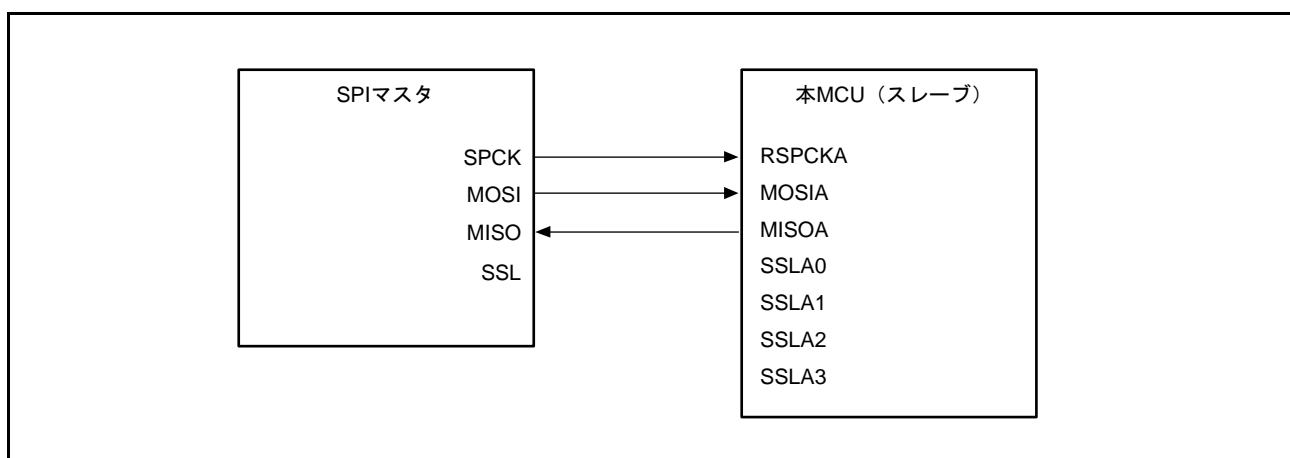 SPIマスタ
SPCK
MOSI
MISO
SSL
本MCU（スレーブ）
RSPCKA
MOSIA
MISOA
SSLA0
SSLA1
SSLA2
SSLA3